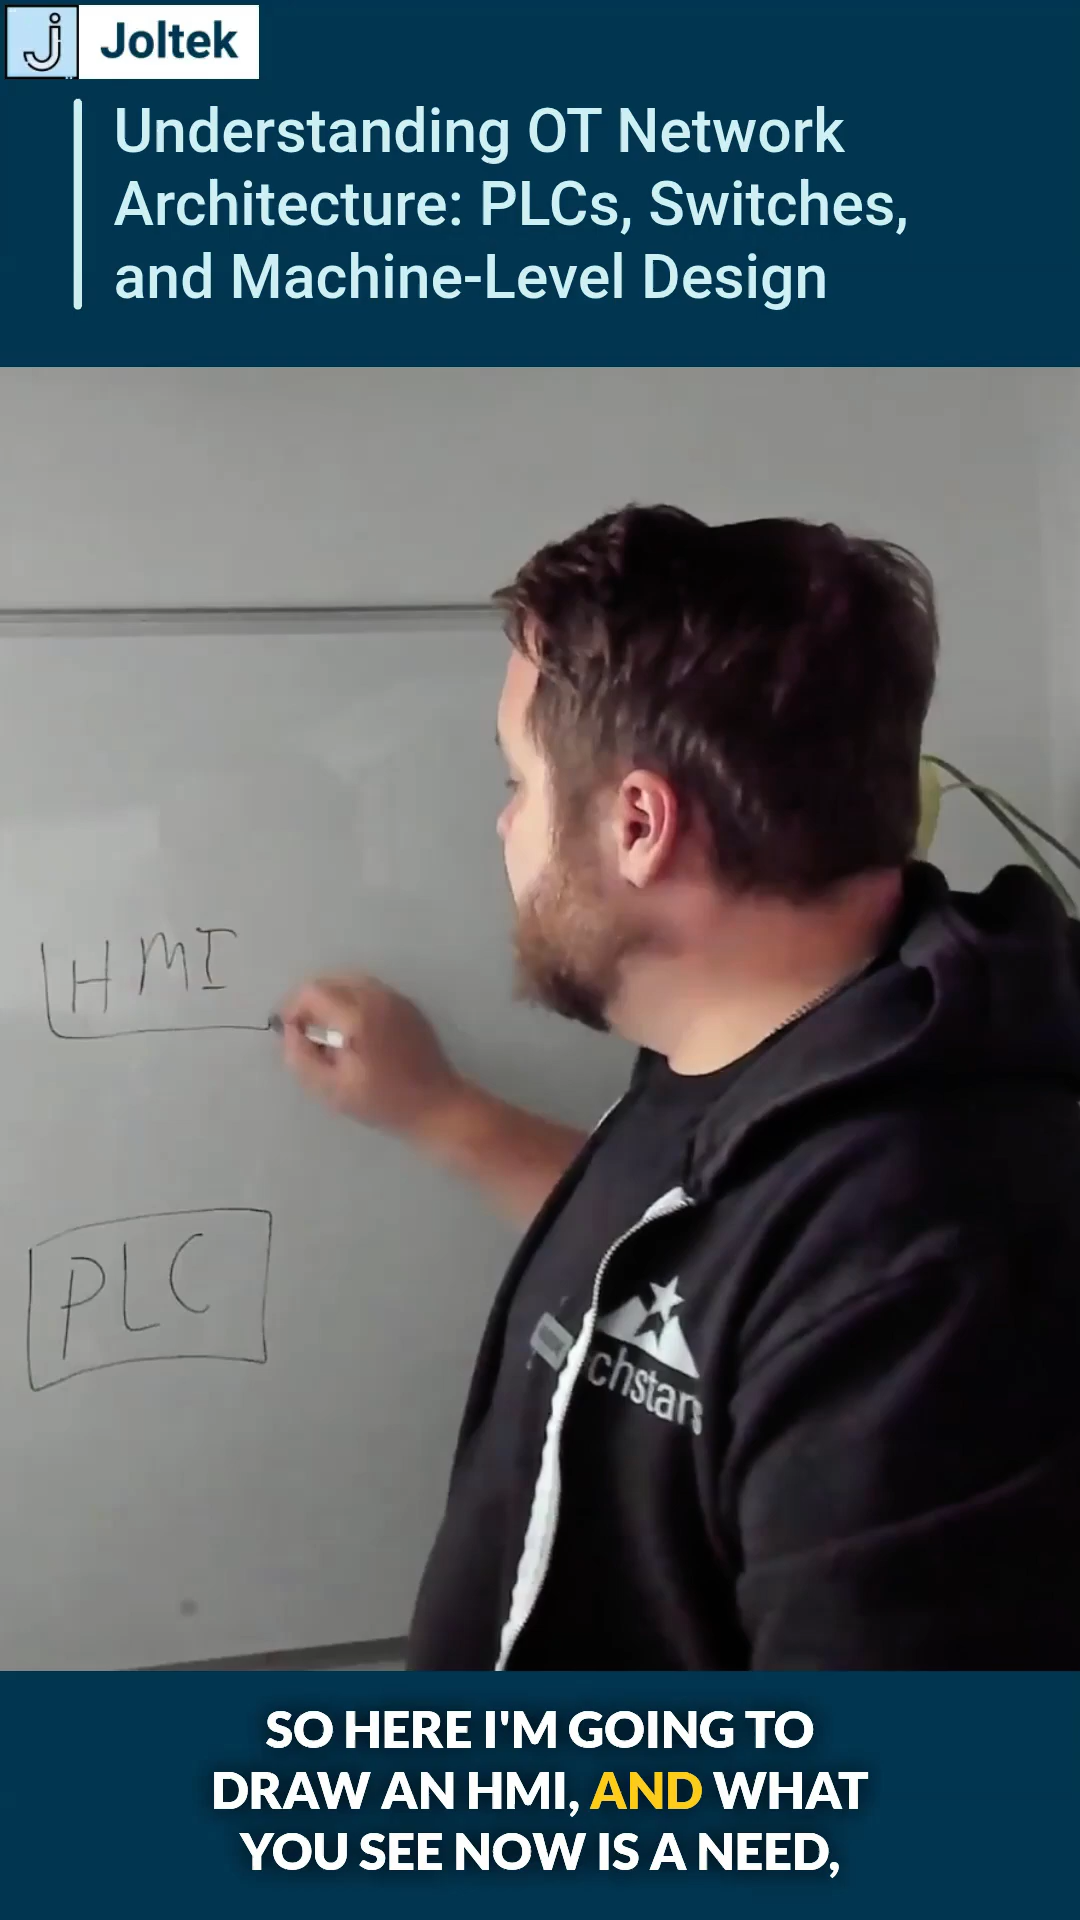 Joltek
Understanding OT Network
Architecture: PLCs, Switches,
and Machine-Level Design
HMI
PLC
echstars
SO HERE I'M GOING TO
DRAW AN HMI, AND WHAT
YOU SEE NOW IS A NEED,